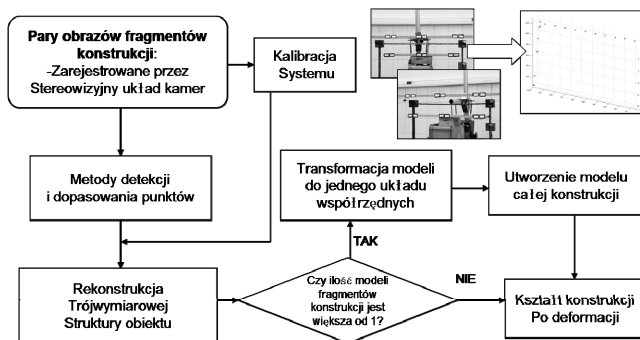 Pary obrazów fragmentów
konstrukcji:
-Zarejestrowane przez
Stereowizyjny układ kamer
Kalibracja
Systemu
Metody detekcji
i dopasowania punktów
Transformacja modeli
do jednego układu
współrzędnych
Utworzenie modelu
całej konstrukcji
TAK
Rekonstrukcja
Trójwymiarowej
Struktury obiektu
Czy ilość modeli
fragmentów
konstrukcji jest
większa od 1?
NIE
Kształt konstrukcji
Po deformacji